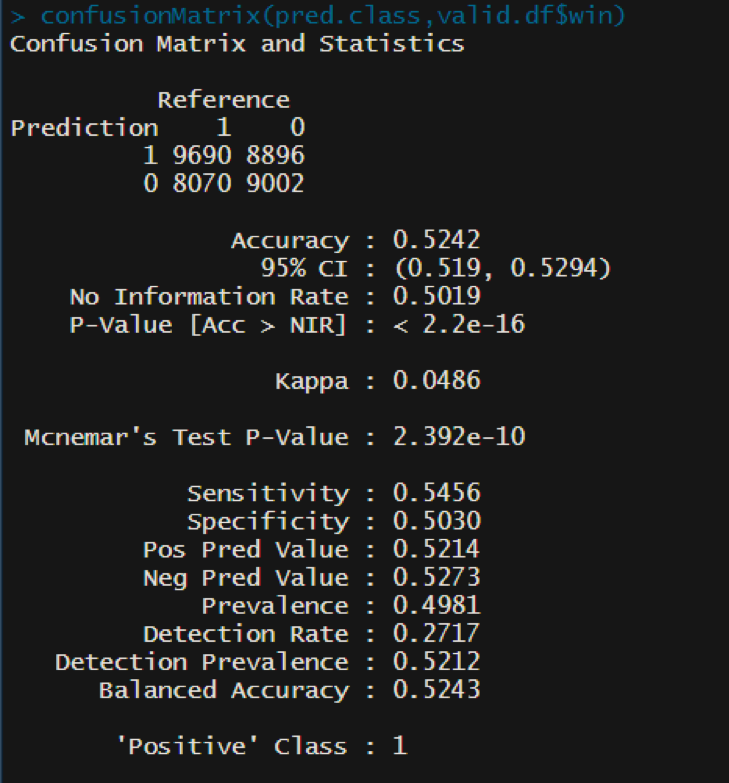 > confusionMatrix(pred.class,valid.df$win)
Confusion Matrix and Statistics
Reference
Prediction 1 0
1 9690 8896
0 8070 9002
Accuracy : 0.5242
95% CI : (0.519, 0.5294)
No Information Rate : 0.5019
P-Value [Acc > NIR] : < 2.2e-16
Kappa : 0.0486
Mcnemar's Test P-Value : 2.392e-10
Sensitivity : 0.5456
Specificity : 0.5030
Pos Pred Value : 0.5214
Neg Pred Value : 0.5273
Prevalence : 0.4981
Detection Rate : 0.2717
Detection Prevalence : 0.5212
Balanced Accuracy : 0.5243
'Positive' Class : 1